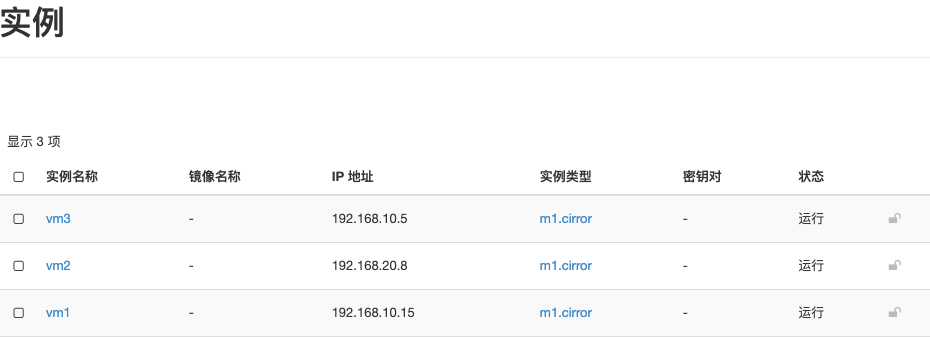 实例
显示 3 项
实例名称 镜像名称 IP 地址 实例类型 密钥对 状态
vm3 - 192.168.10.5 m1.cirror - 运行
vm2 - 192.168.20.8 m1.cirror - 运行
vm1 - 192.168.10.15 m1.cirror - 运行